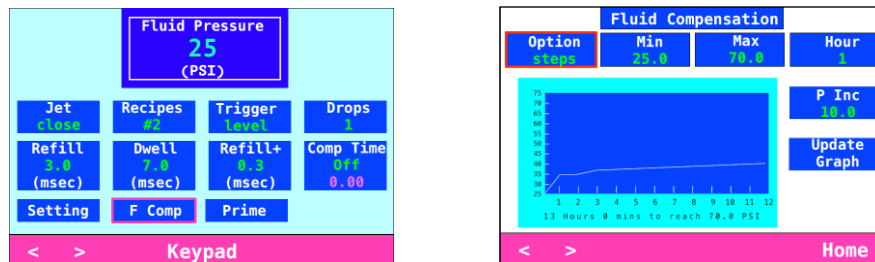 Fluid Pressure
25
(PSI)
Jet
close
Recipes
#2
Trigger
level
Drops
1
Refill
3.0
(msec)
Dwell
7.0
(msec)
Refill+
0.3
(msec)
Comp Time
Off
0.00
Setting
F Comp
Prime
< > Keypad
Fluid Compensation
Option
steps
Min
25.0
Max
70.0
Hour
1
P Inc
10.0
Update
Graph
75
70
65
60
55
50
45
40
35
30
25
1 2 3 4 5 6 7 8 9 10 11 12
13 Hours 0 mins to reach 70.0 PSI
< > Home